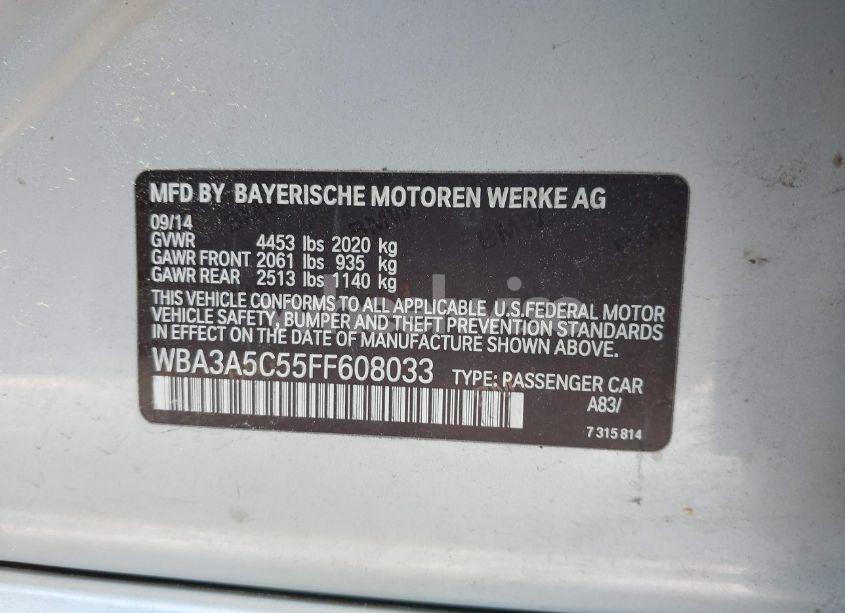 MFD BY BAYERISCHE MOTOREN WERKE AG
09/14
GVWR 4453 lbs 2020 kg
GAWR FRONT 2061 lbs 935 kg
GAWR REAR 2513 lbs 1140 kg
THIS VEHICLE CONFORMS TO ALL APPLICABLE U.S.FEDERAL MOTOR
VEHICLE SAFETY, BUMPER AND THEFT PREVENTION STANDARDS
IN EFFECT ON THE DATE OF MANUFACTURE SHOWN ABOVE.
WBA3A5C55FF608033 TYPE: PASSENGER CAR
A83/
7 315 814